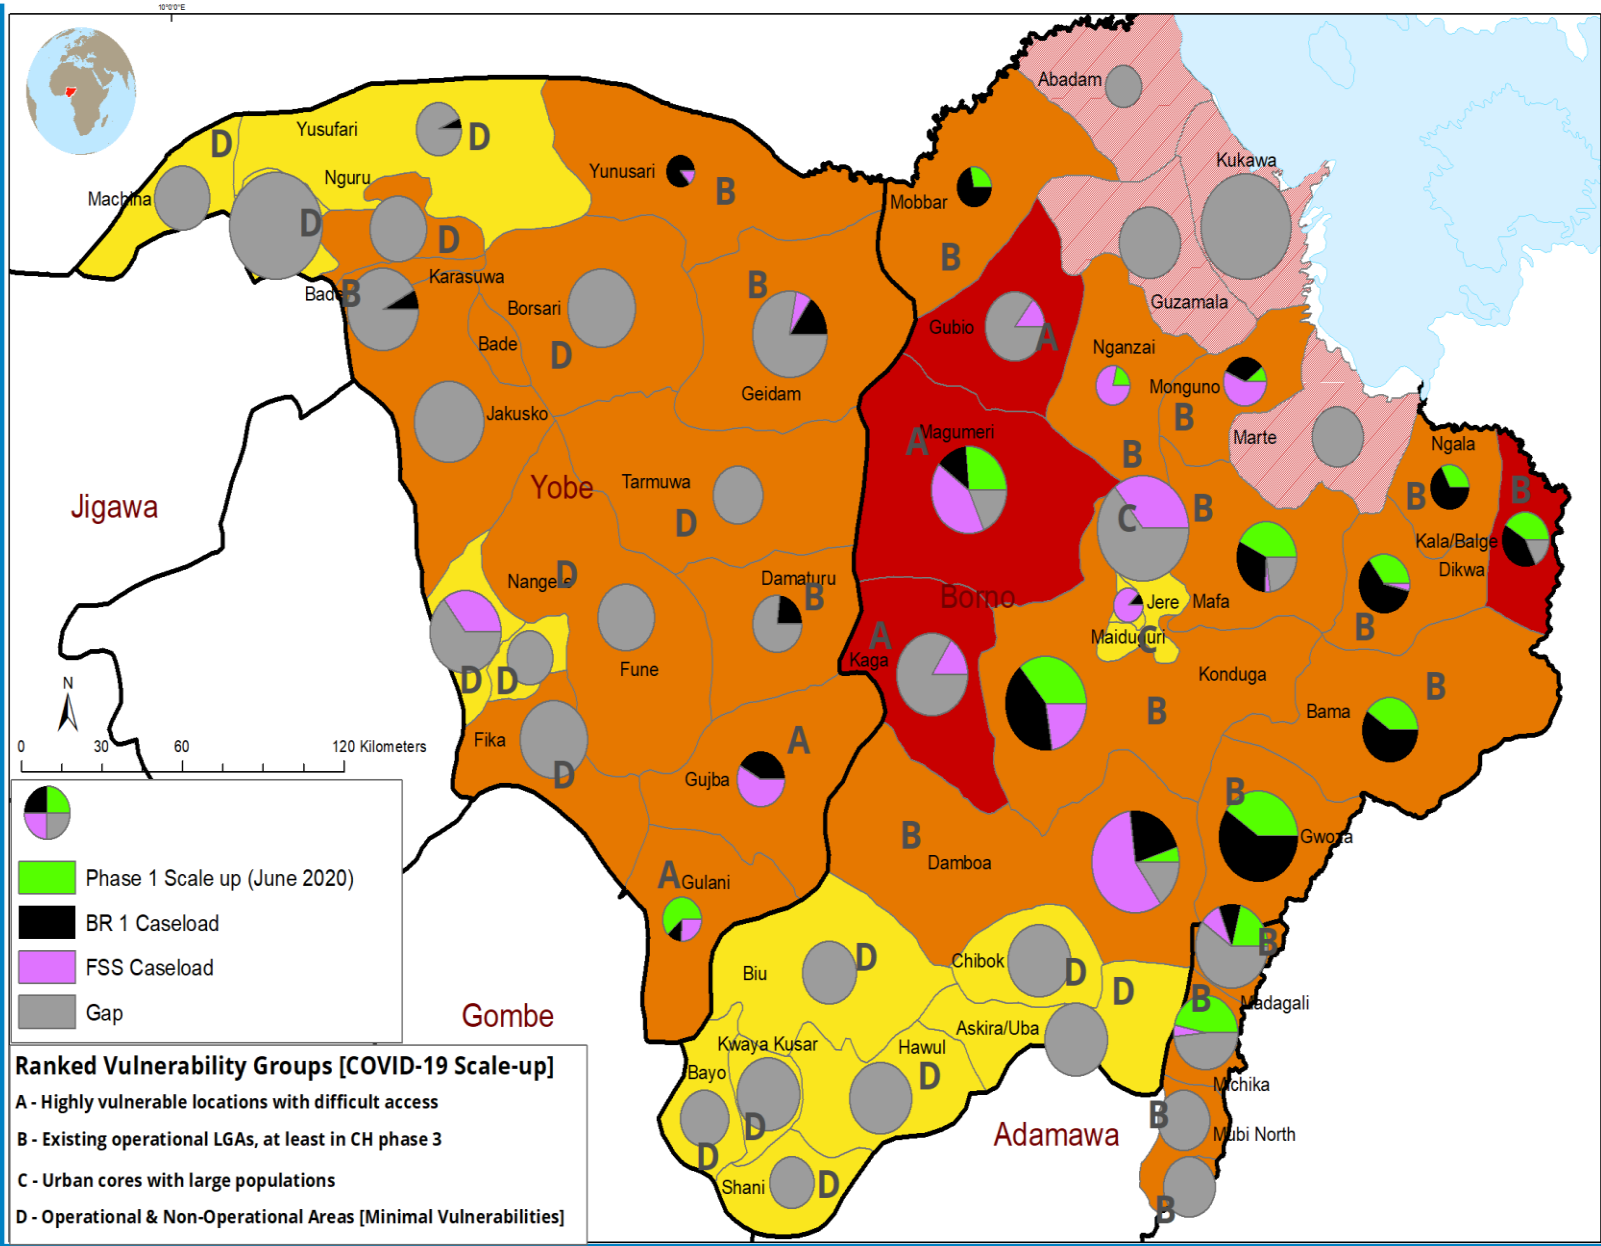 10°0'0"E
Abadam
Yusufari
D
D
Kukawa
Nguru
Yunusari
B
Machina
Mobbar
D
D
B
Karasuwa
Bade
B
B
Borsari
Guzamala
Gubio
A
Bade
D
Nganzai
Geidam
Monguno
B
Jakusko
Magumeri
A
Marte
Ngala
B
Yobe
Tarmuwa
B
B
Jigawa
C
B
D
Kala/Balge
Nangere
D
Damaturu
B
Dikwa
Borno
Jere
Mafa
B
A
Maiduguri
C
Kaga
Fune
Konduga
D
D
B
B
N
Bama
0 30 60 120 Kilometers
Fika
A
D
Gujba
B
B
Damboa
Gwoza
Phase 1 Scale up (June 2020)
A
Gulani
BR 1 Caseload
B
FSS Caseload
Biu
D
Chibok
D
D
Gap
Gombe
B
Madagali
Askira/Uba
Kwaya Kusar
Hawul
Bayo
D
Michika
D
B
Adamawa
Mubi North
D
Shani
D
B
Ranked Vulnerability Groups [COVID-19 Scale-up]
A - Highly vulnerable locations with difficult access
B - Existing operational LGAs, at least in CH phase 3
C - Urban cores with large populations
D - Operational & Non-Operational Areas [Minimal Vulnerabilities]